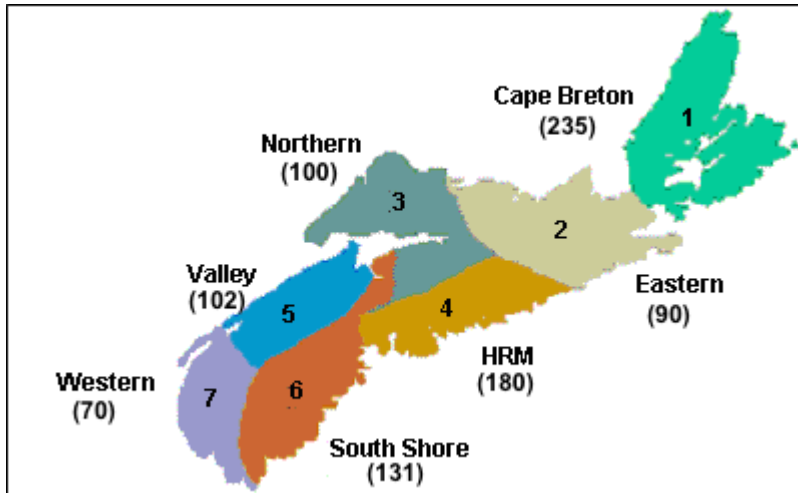 Cape Breton
(235)
1
Northern
(100)
3
2
Valley
(102)
5
4
Eastern
(90)
HRM
(180)
Western
(70)
7
6
South Shore
(131)